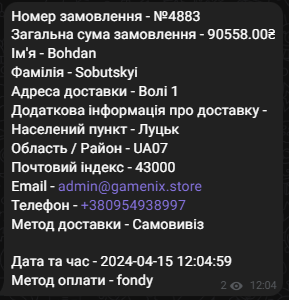 Номер замовлення - №4883
Загальна сума замовлення - 90558.00₴
Ім'я - Bohdan
Фамілія - Sobutskyi
Адреса доставки - Волі 1
Додаткова інформація про доставку -
Населений пункт - Луцьк
Область / Район - UA07
Почтовий індекс - 43000
Email - admin@gamenix.store
Телефон - +380954938997
Метод доставки - Самовивіз
Дата та час - 2024-04-15 12:04:59
Метод оплати - fondy
2 12:04